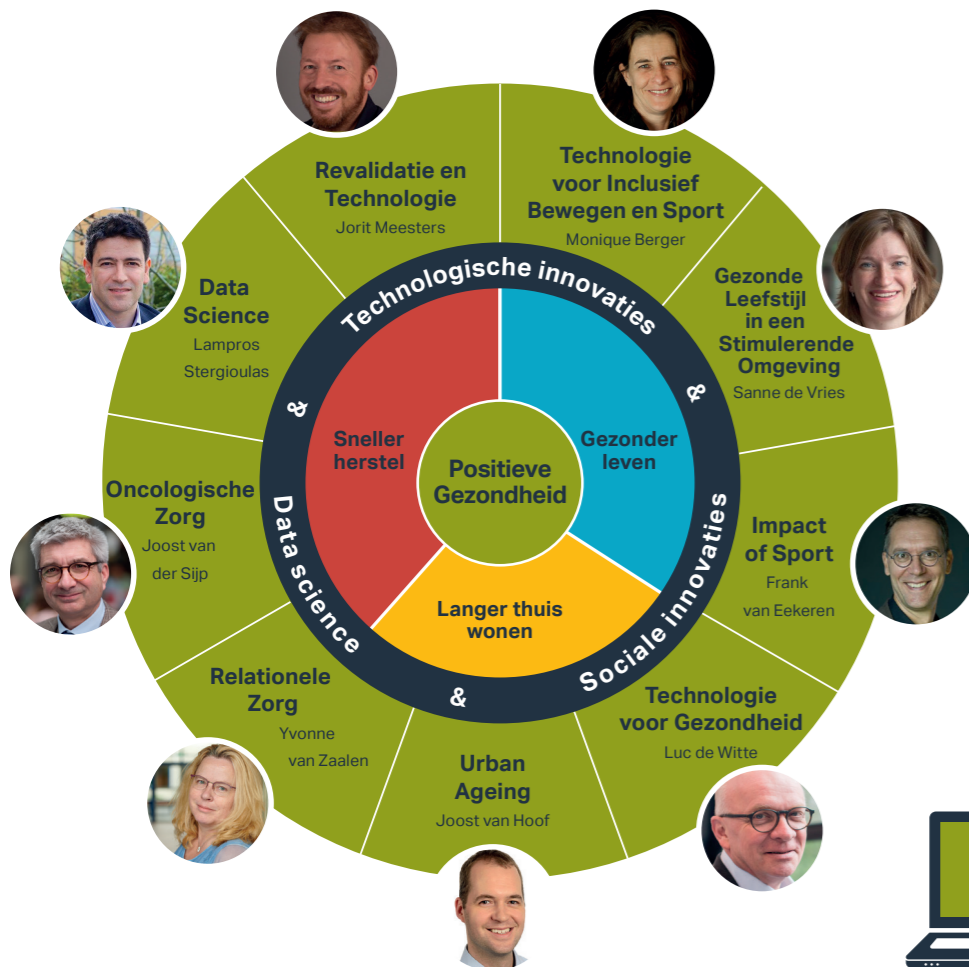 Revalidatie en
Technologie
Jorit Meesters
Technologie
voor Inclusief
Bewegen en Sport
Monique Berger
Gezonde
Leefstijl
in een
Stimulerende
Omgeving
Sanne de Vries
Impact
of Sport
Frank
van Eekeren
Technologie
voor Gezondheid
Luc de Witte
Urban
Ageing
Joost van Hoof
Relationele
Zorg
Yvonne
van Zaalen
Oncologische
Zorg
Joost van
der Sijp
Data
Science
Lampros
Stergioulas
Technologische innovaties
&
Sociale innovaties
&
Data science
&
Sneller
herstel
Gezonder
leven
Langer thuis
wonen
Positieve
Gezondheid